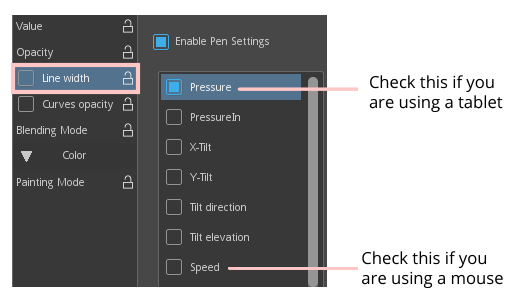 Value
Opacity
Line width
Curves opacity
Blending Mode
Color
Painting Mode
Enable Pen Settings
Pressure
PressureIn
X-Tilt
Y-Tilt
Tilt direction
Tilt elevation
Speed
Check this if you
are using a tablet
Check this if you
are using a mouse